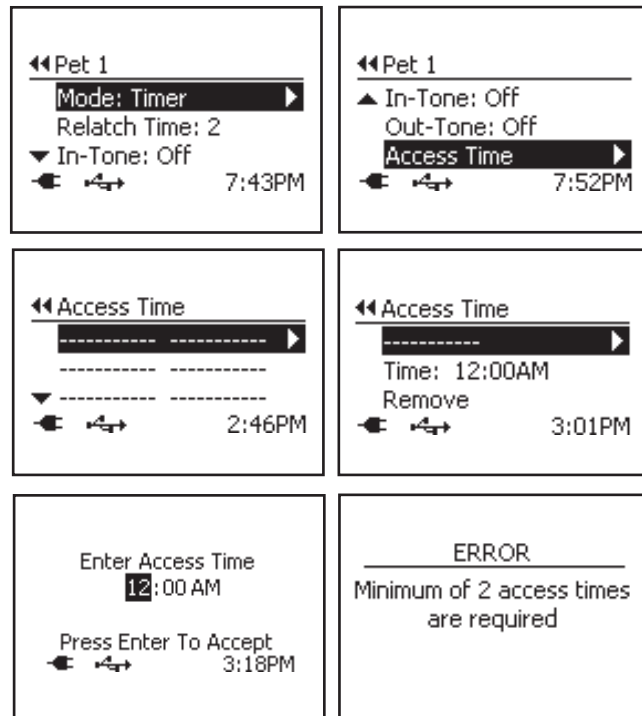 Pet 1
Mode: Timer
Relatch Time: 2
In-Tone: Off
7:43PM
Pet 1
In-Tone: Off
Out-Tone: Off
Access Time
7:52PM
Access Time
----------- -----------
----------- -----------
----------- -----------
2:46PM
Access Time
-----------
Time: 12:00AM
Remove
3:01PM
Enter Access Time
12:00 AM
Press Enter To Accept
3:18PM
ERROR
Minimum of 2 access times
are required